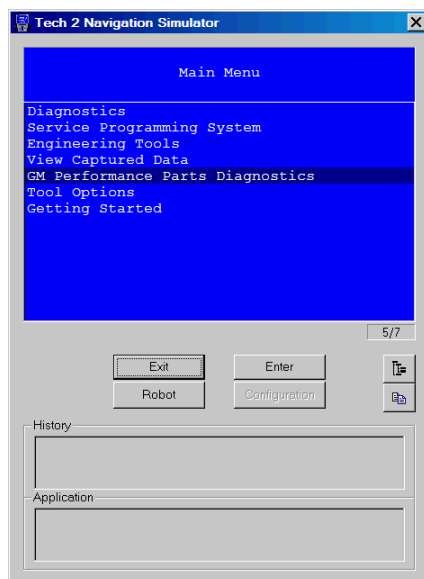 Tech 2 Navigation Simulator
Main Menu
Diagnostics
Service Programming System
Engineering Tools
View Captured Data
GM Performance Parts Diagnostics
Tool Options
Getting Started
5/7
Exit
Enter
Robot
Configuration
History
Application